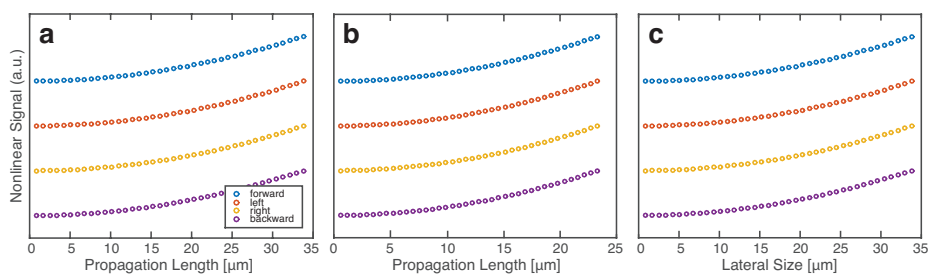 a
b
c
Nonlinear Signal (a.u.)
forward
left
right
backward
0 5 10 15 20 25 30 35
0 5 10 15 20
0 5 10 15 20 25 30 35
Propagation Length [µm]
Propagation Length [µm]
Lateral Size [µm]